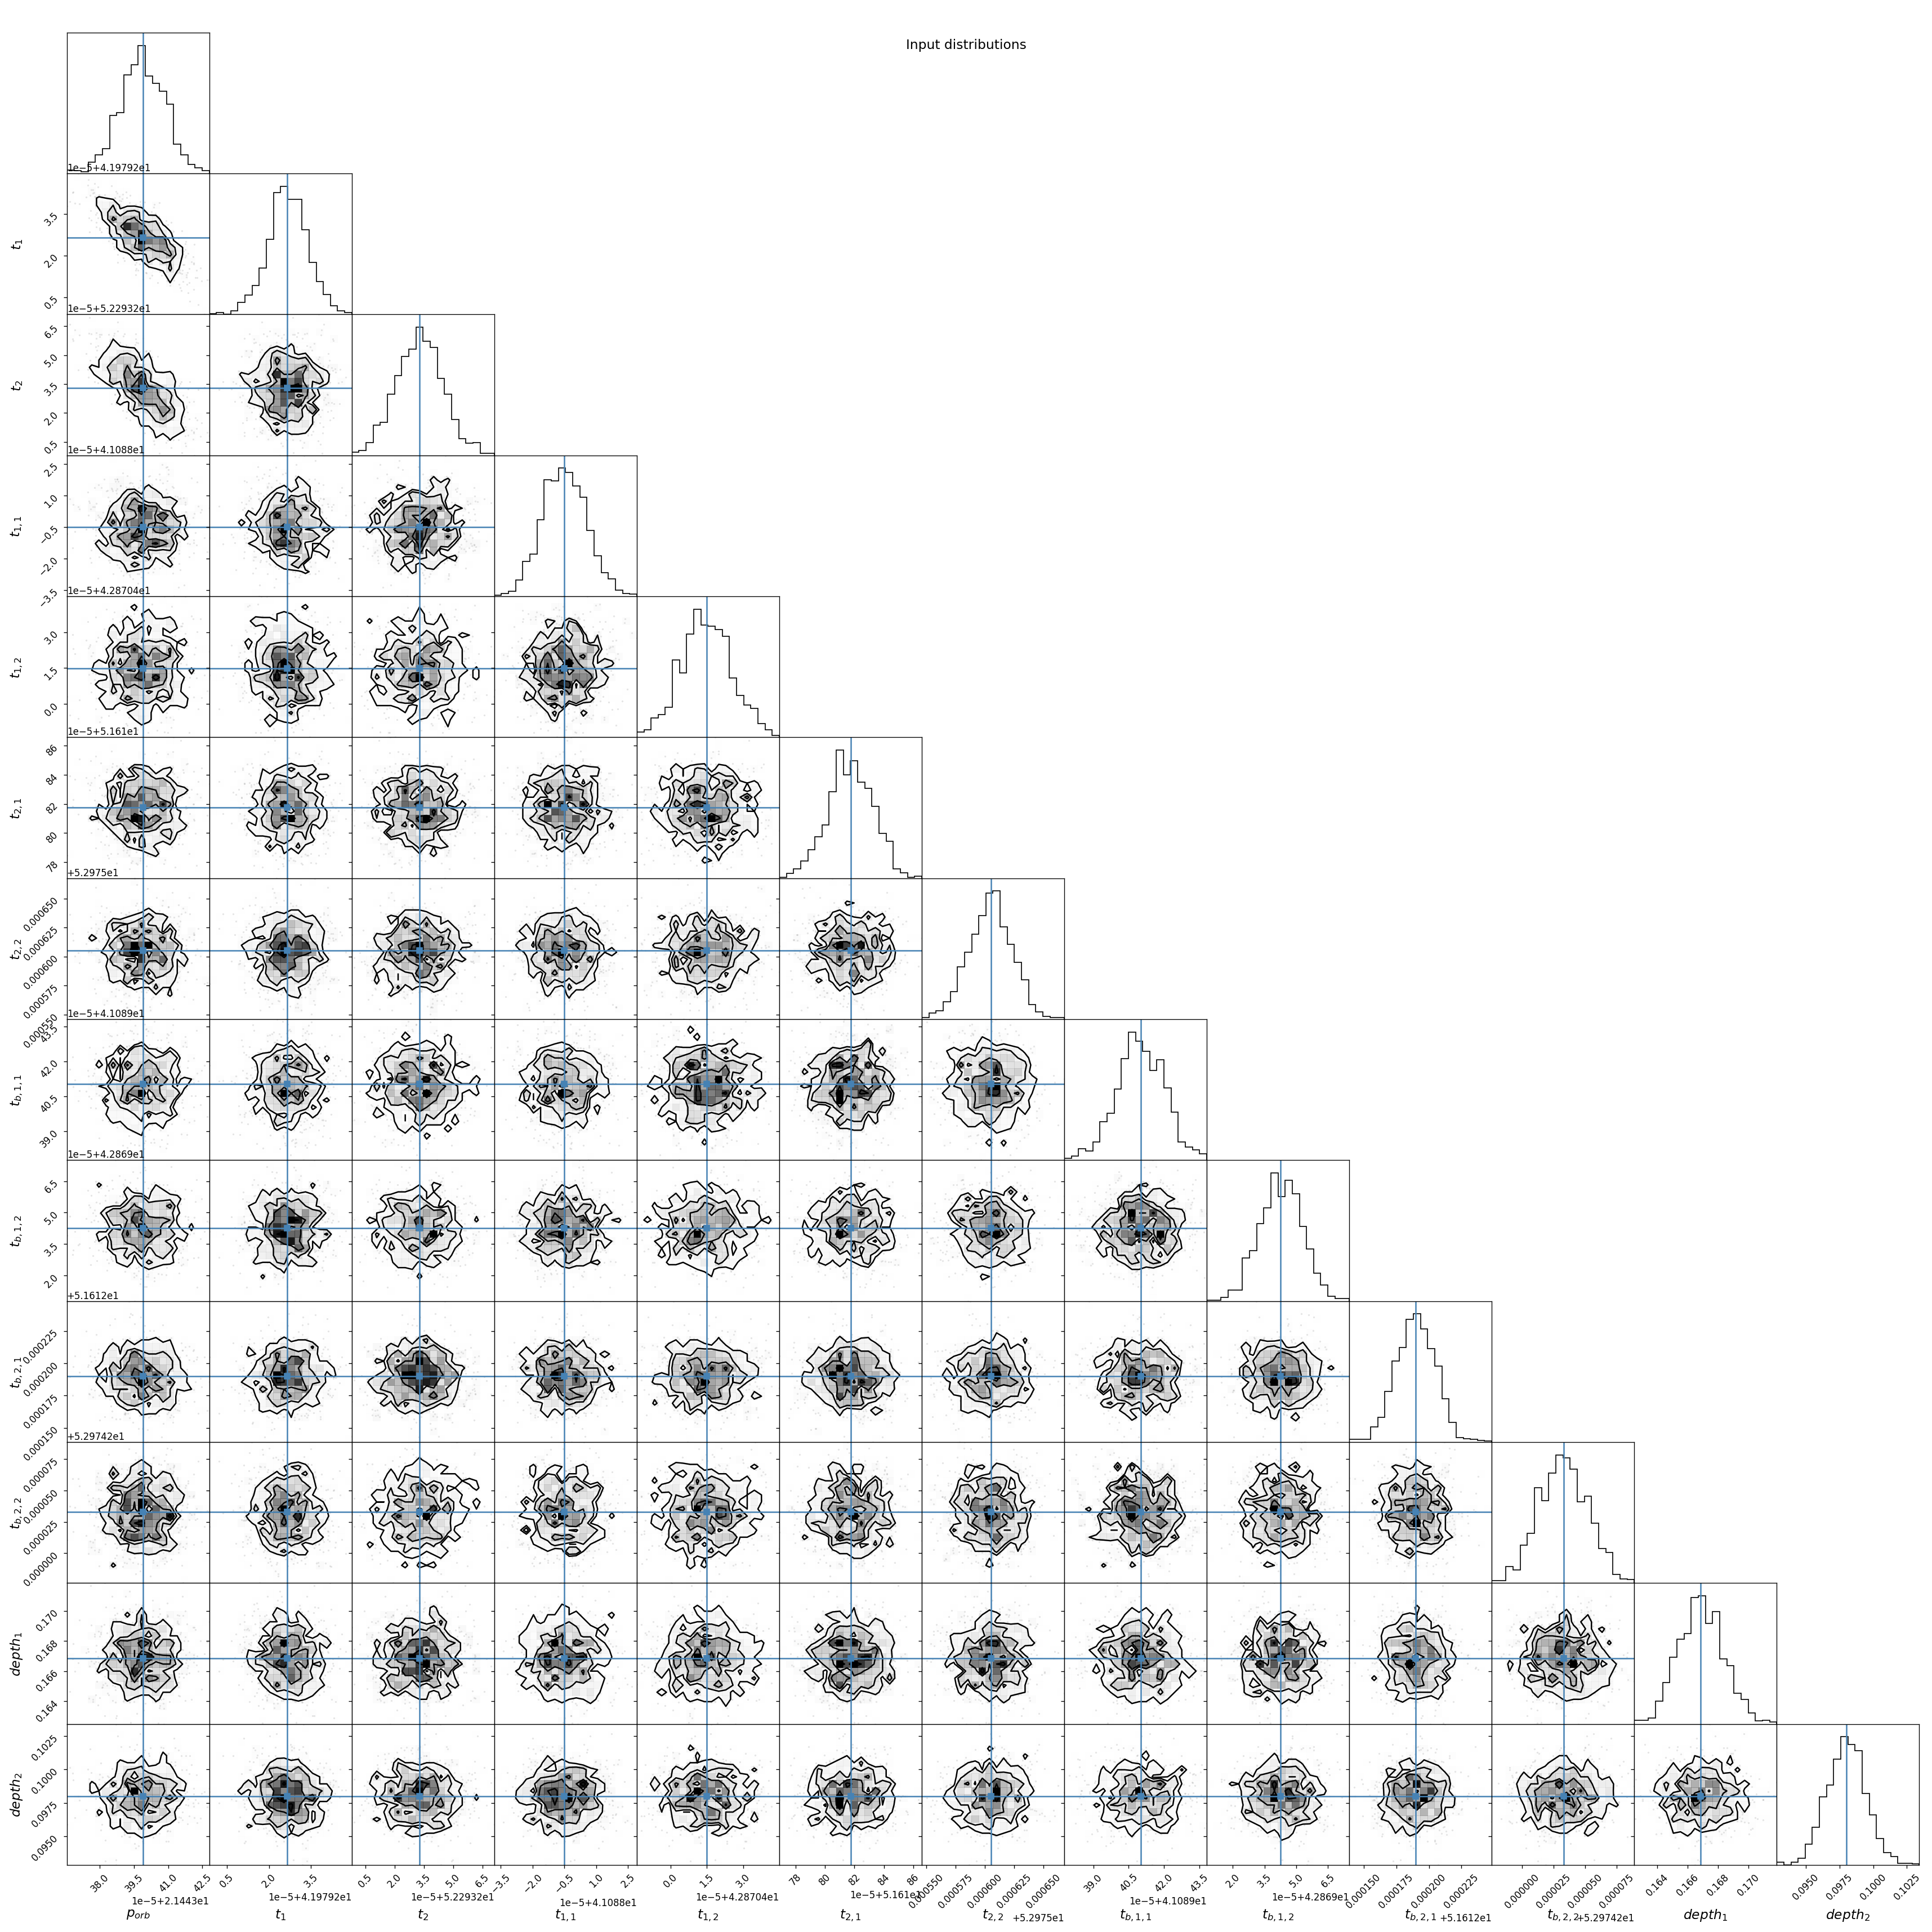 Input distributions
1e−5+4.19792e1
t1
3.5
2.0
0.5
1e−5+5.22932e1
t2
6.5
5.0
3.5
2.0
0.5
1e−5+4.1088e1
t1,1
2.5
1.0
−0.5
−2.0
−3.5
1e−5+4.28704e1
t1,2
3.0
1.5
0.0
1e−5+5.161e1
t2,1
86
84
82
80
78
+5.2975e1
t2,2
0.000650
0.000625
0.000600
0.000575
0.000550
1e−5+4.1089e1
tb,1,1
43.5
42.0
40.5
39.0
1e−5+4.2869e1
tb,1,2
6.5
5.0
3.5
2.0
+5.1612e1
tb,2,1
0.000225
0.000200
0.000175
0.000150
+5.29742e1
tb,2,2
0.000075
0.000050
0.000025
0.000000
depth1
0.170
0.168
0.166
0.164
depth2
0.1025
0.1000
0.0975
0.0950
38.0 39.5 41.0 42.5 0.5 2.0 3.5 0.5 2.0 3.5 5.0 6.5 −3.5 −2.0 −0.5 1.0 2.5 0.0 1.5 3.0 78 80 82 84 86 0.000550 0.000575 0.000600 0.000625 0.000650 39.0 40.5 42.0 43.5 2.0 3.5 5.0 6.5 0.000150 0.000175 0.000200 0.000225 0.000000 0.000025 0.000050 0.000075 0.164 0.166 0.168 0.170 0.0950 0.0975 0.1000 0.1025
1e−5+2.1443e1 1e−5+4.19792e1 1e−5+5.22932e1 1e−5+4.1088e1 1e−5+4.28704e1 1e−5+5.161e1 +5.2975e1 1e−5+4.1089e1 1e−5+4.2869e1 +5.1612e1 +5.29742e1
porb t1 t2 t1,1 t1,2 t2,1 t2,2 tb,1,1 tb,1,2 tb,2,1 tb,2,2 depth1 depth2